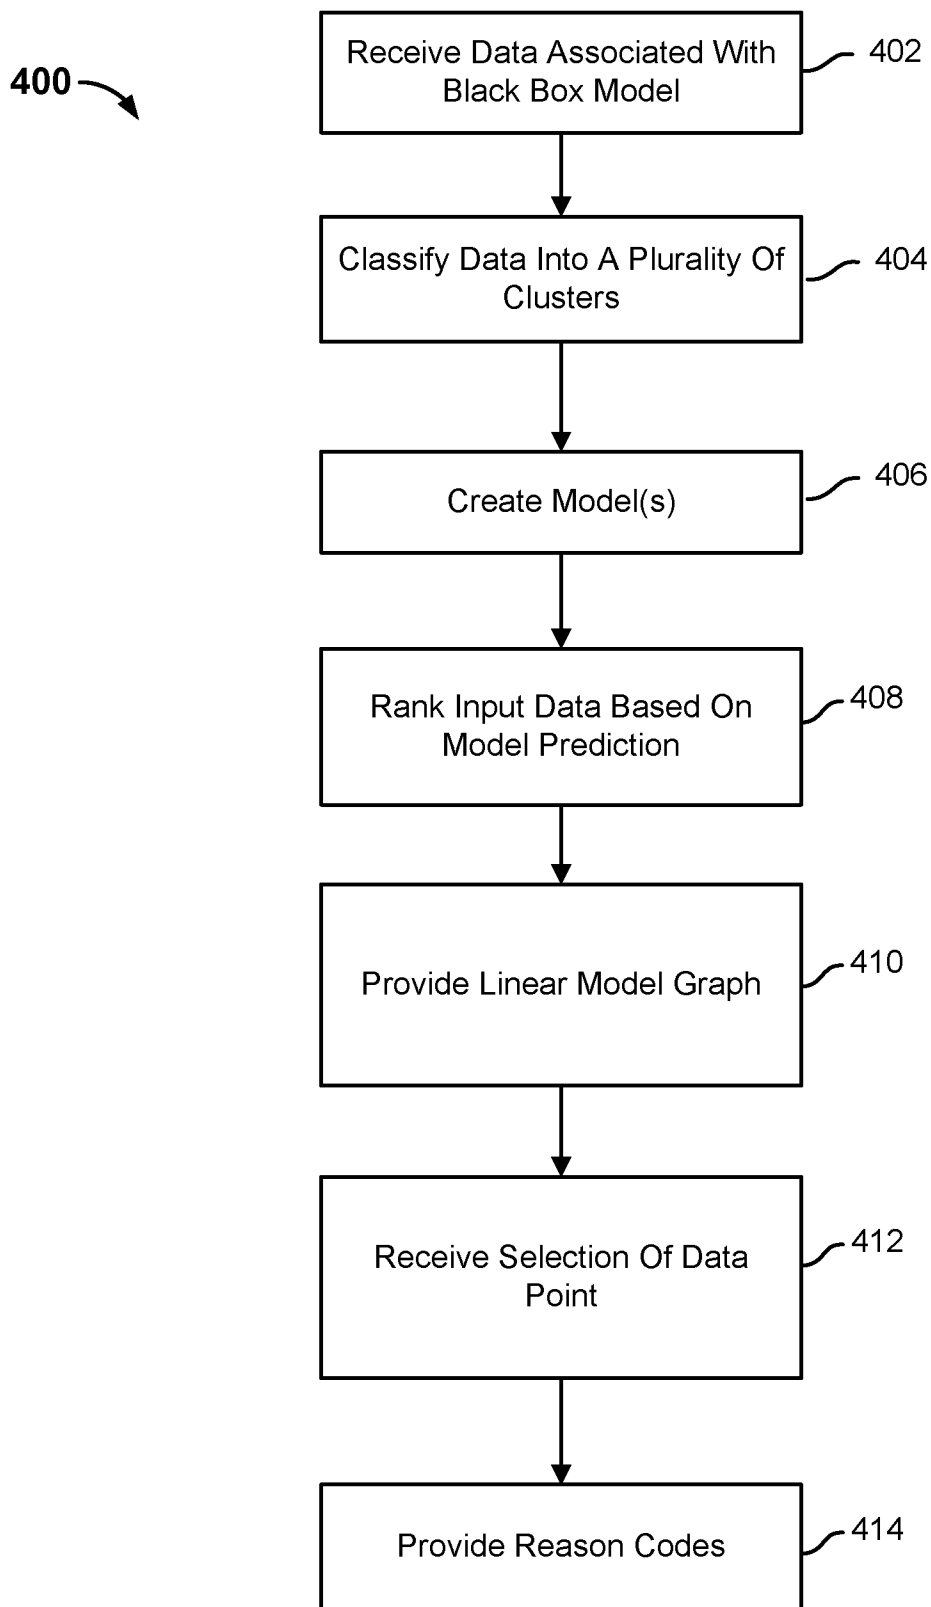 400
Receive Data Associated With
Black Box Model
402
Classify Data Into A Plurality Of
Clusters
404
Create Model(s)
406
Rank Input Data Based On
Model Prediction
408
Provide Linear Model Graph
410
Receive Selection Of Data
Point
412
Provide Reason Codes
414